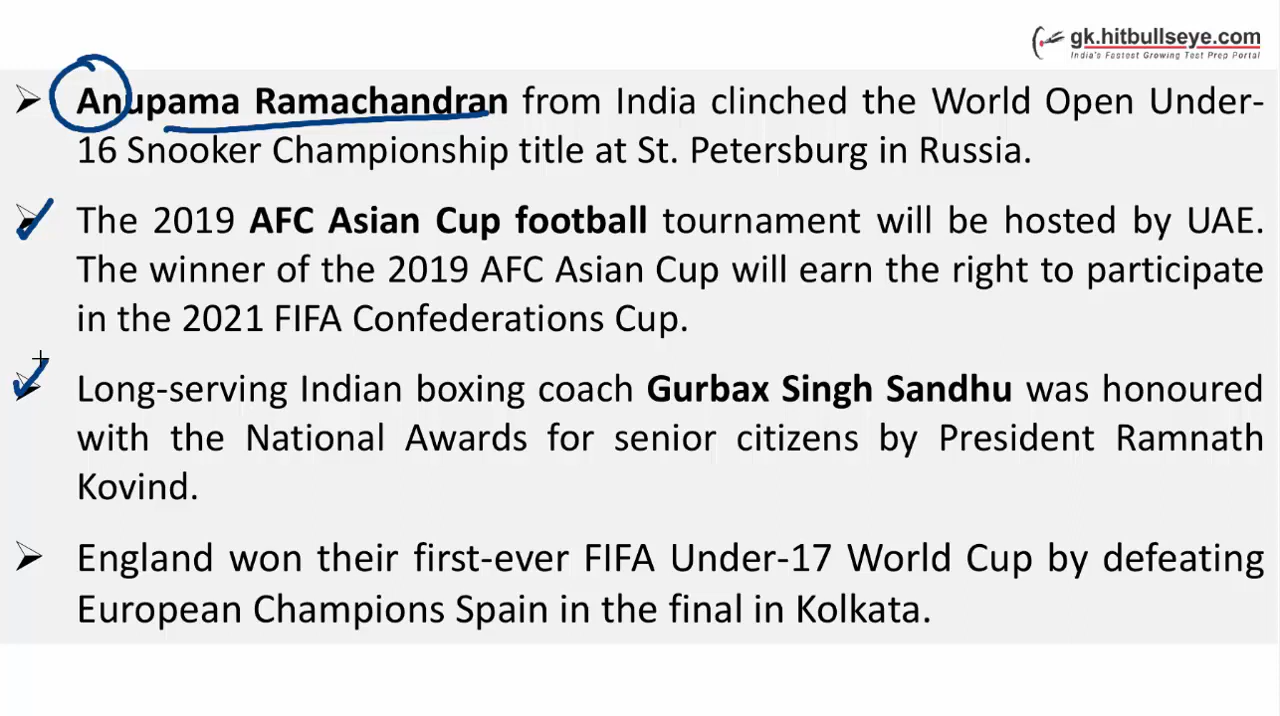 gk.hitbullseye.com
India's Fastest Growing Test Prep Portal
Anupama Ramachandran from India clinched the World Open Under-
16 Snooker Championship title at St. Petersburg in Russia.
The 2019 AFC Asian Cup football tournament will be hosted by UAE.
The winner of the 2019 AFC Asian Cup will earn the right to participate
in the 2021 FIFA Confederations Cup.
Long-serving Indian boxing coach Gurbax Singh Sandhu was honoured
with the National Awards for senior citizens by President Ramnath
Kovind.
England won their first-ever FIFA Under-17 World Cup by defeating
European Champions Spain in the final in Kolkata.